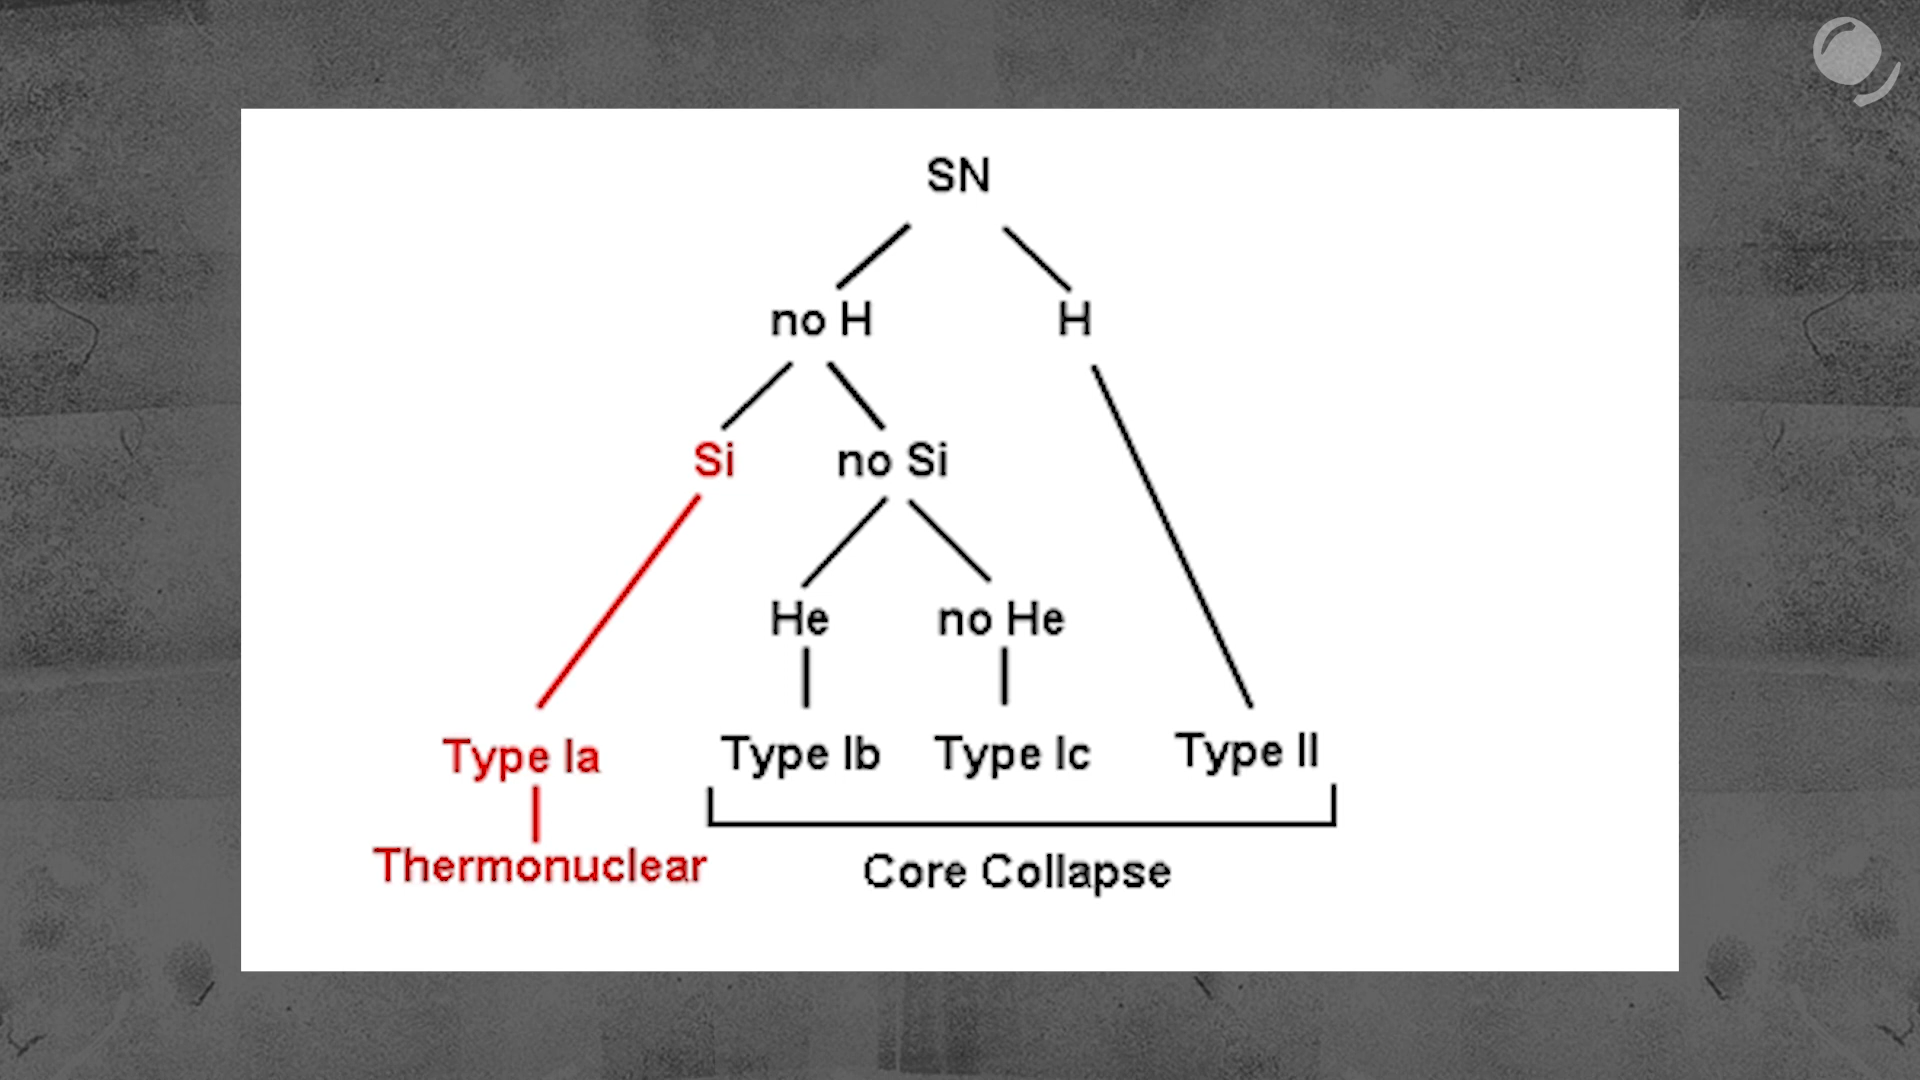 SN
no H H
Si no Si
He no He
Type Ia Type Ib Type Ic Type II
Thermonuclear Core Collapse